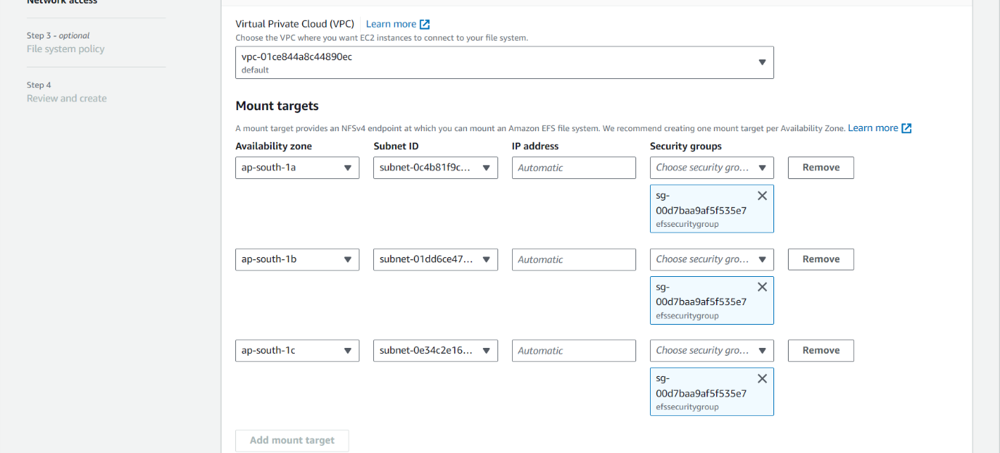 Network access
Step 3 - optional
File system policy
Step 4
Review and create
Virtual Private Cloud (VPC) Learn more
Choose the VPC where you want EC2 instances to connect to your file system.
vpc-01ce844a8c44890ec
default
Mount targets
A mount target provides an NFSv4 endpoint at which you can mount an Amazon EFS file system. We recommend creating one mount target per Availability Zone. Learn more
Availability zone Subnet ID IP address Security groups
ap-south-1a subnet-0c4b81f9c... Automatic Choose security gro... Remove
sg-
00d7baa9af5f535e7
efssecuritygroup
ap-south-1b subnet-01dd6ce47... Automatic Choose security gro... Remove
sg-
00d7baa9af5f535e7
efssecuritygroup
ap-south-1c subnet-0e34c2e16... Automatic Choose security gro... Remove
sg-
00d7baa9af5f535e7
efssecuritygroup
Add mount target